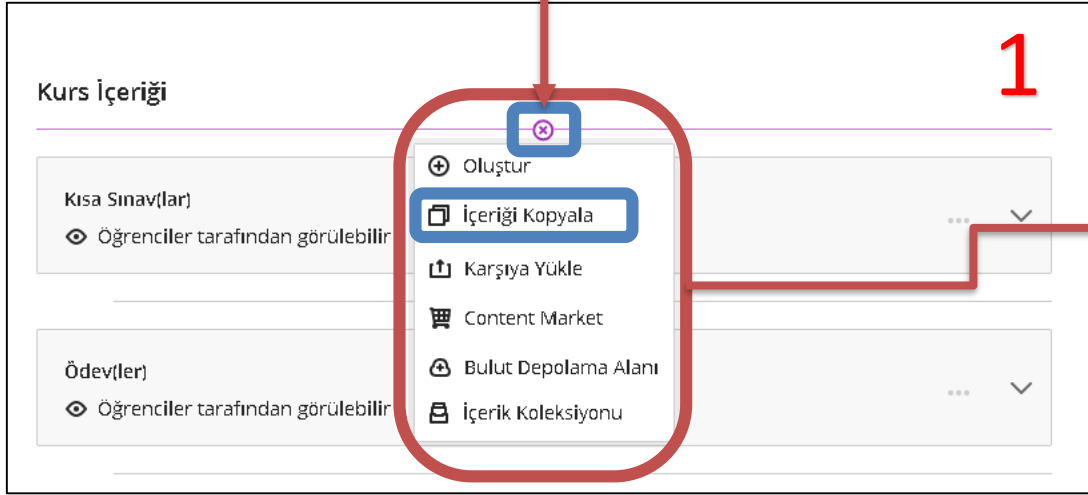 1
Kurs İçeriği
Oluştur
Kısa Sınav(lar)
İçeriği Kopyala
Öğrenciler tarafından görülebilir
Karşıya Yükle
Content Market
Ödev(ler)
Bulut Depolama Alanı
Öğrenciler tarafından görülebilir
İçerik Koleksiyonu